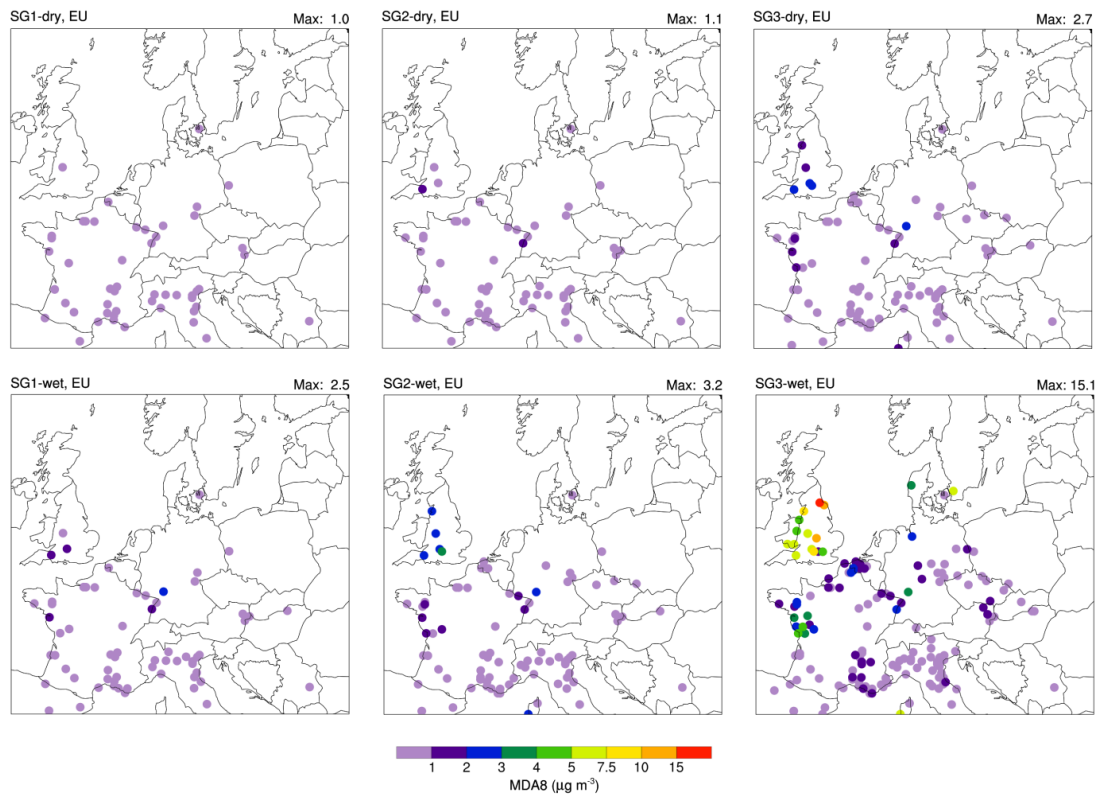 SG1-dry, EU Max: 1.0
SG2-dry, EU Max: 1.1
SG3-dry, EU Max: 2.7
SG1-wet, EU Max: 2.5
SG2-wet, EU Max: 3.2
SG3-wet, EU Max: 15.1
1 2 3 4 5 7.5 10 15
MDA8 (μg m⁻³)